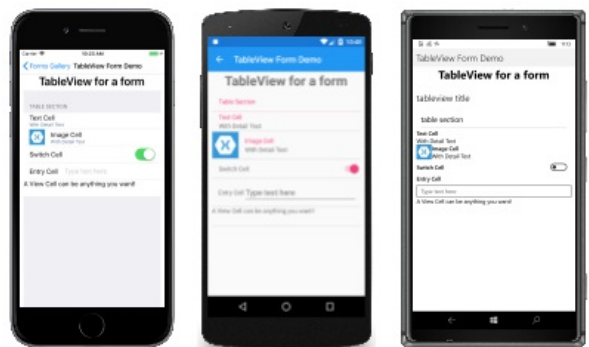 Carrier 10:25 AM
Forms Gallery TableView Form Demo
TableView for a form
TABLE SECTION
Text Cell
With Detail Text
Image Cell
With Detail Text
Switch Cell
Entry Cell Type text here
A View Cell can be anything you want!
TableView Form Demo
TableView for a form
Table Section
Text Cell
With Detail Text
Image Cell
With Detail Text
Switch Cell
Entry Cell Type text here
A View Cell can be anything you want!
TableView Form Demo
TableView for a form
tableview title
table section
Text Cell
With Detail Text
Image Cell
With Detail Text
Switch Cell
Entry Cell
Type text here
A View Cell can be anything you want!